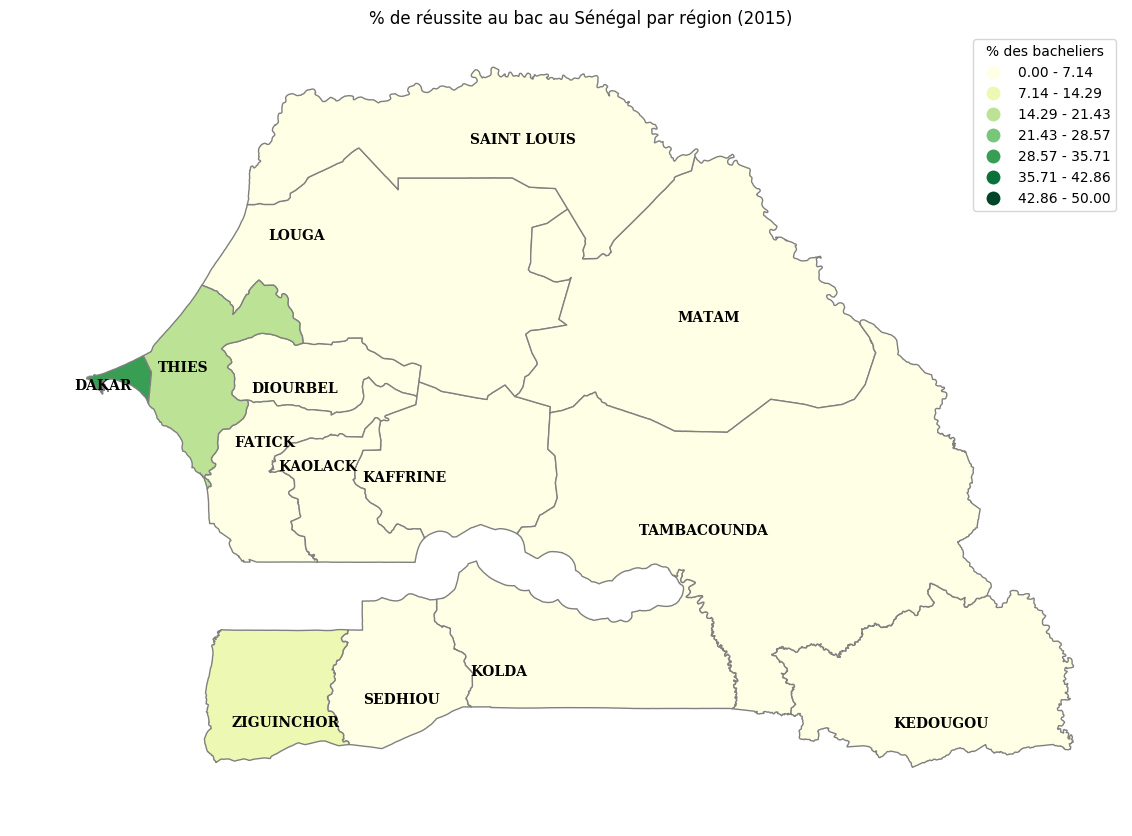 % de réussite au bac au Sénégal par région (2015)
% des bacheliers
0.00 - 7.14
7.14 - 14.29
14.29 - 21.43
21.43 - 28.57
28.57 - 35.71
35.71 - 42.86
42.86 - 50.00
SAINT LOUIS
LOUGA
MATAM
THIES
DAKAR
DIOURBEL
FATICK
KAOLACK
KAFFRINE
TAMBACOUNDA
KOLDA
SEDHIOU
ZIGUINCHOR
KEDOUGOU